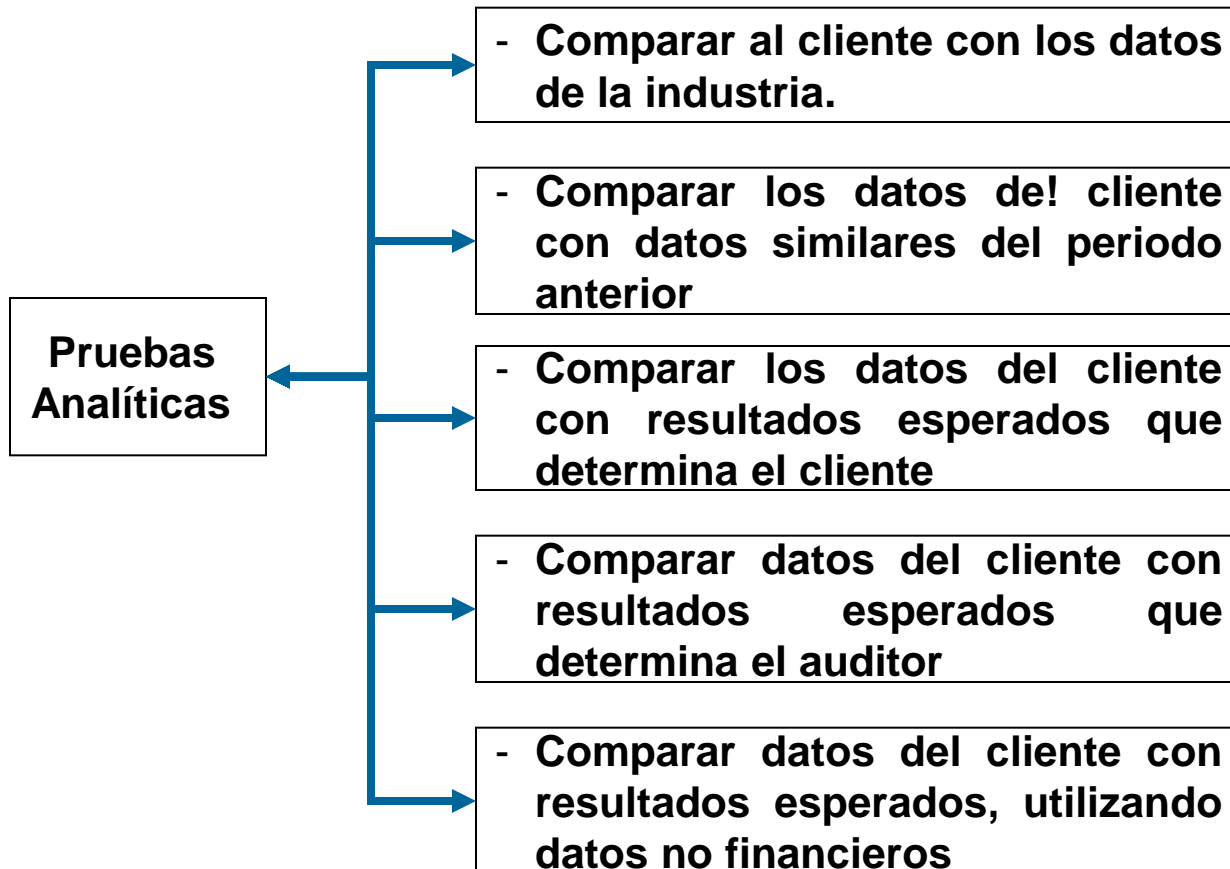 Pruebas
Analíticas
- Comparar al cliente con los datos
de la industria.
- Comparar los datos de! cliente
con datos similares del periodo
anterior
- Comparar los datos del cliente
con resultados esperados que
determina el cliente
- Comparar datos del cliente con
resultados esperados que
determina el auditor
- Comparar datos del cliente con
resultados esperados, utilizando
datos no financieros